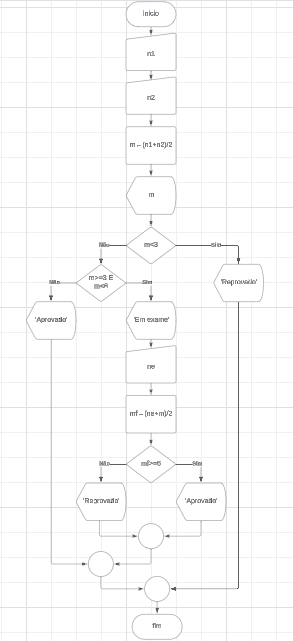 Início
n1
n2
m ← (n1+n2)/2
m
m<3
Não
Sim
m>=3 E
m<6
'Reprovado'
Não
Sim
'Aprovado'
'Em exame'
ne
mf ← (ne+m)/2
mf>=5
Não
Sim
'Reprovado'
'Aprovado'
fim